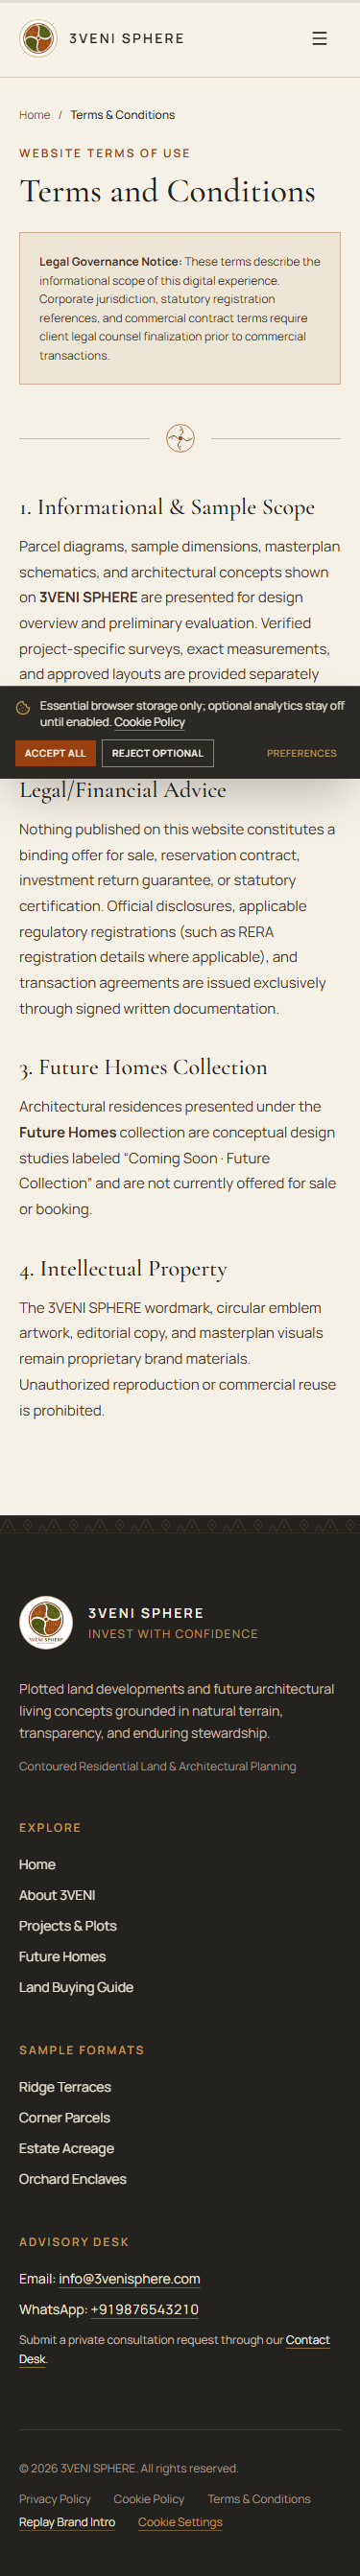 3VENI SPHERE
Home / Terms & Conditions
WEBSITE TERMS OF USE
Terms and Conditions
Legal Governance Notice: These terms describe the
informational scope of this digital experience.
Corporate jurisdiction, statutory registration
references, and commercial contract terms require
client legal counsel finalization prior to commercial
transactions.
1. Informational & Sample Scope
Parcel diagrams, sample dimensions, masterplan
schematics, and architectural concepts shown
on 3VENI SPHERE are presented for design
overview and preliminary evaluation. Verified
project-specific surveys, exact measurements,
and approved layouts are provided separately
Essential browser storage only; optional analytics stay off
until enabled. Cookie Policy
ACCEPT ALL REJECT OPTIONAL PREFERENCES
Legal/Financial Advice
Nothing published on this website constitutes a
binding offer for sale, reservation contract,
investment return guarantee, or statutory
certification. Official disclosures, applicable
regulatory registrations (such as RERA
registration details where applicable), and
transaction agreements are issued exclusively
through signed written documentation.
3. Future Homes Collection
Architectural residences presented under the
Future Homes collection are conceptual design
studies labeled “Coming Soon · Future
Collection” and are not currently offered for sale
or booking.
4. Intellectual Property
The 3VENI SPHERE wordmark, circular emblem
artwork, editorial copy, and masterplan visuals
remain proprietary brand materials.
Unauthorized reproduction or commercial reuse
is prohibited.
3VENI SPHERE
INVEST WITH CONFIDENCE
Plotted land developments and future architectural
living concepts grounded in natural terrain,
transparency, and enduring stewardship.
Contoured Residential Land & Architectural Planning
EXPLORE
Home
About 3VENI
Projects & Plots
Future Homes
Land Buying Guide
SAMPLE FORMATS
Ridge Terraces
Corner Parcels
Estate Acreage
Orchard Enclaves
ADVISORY DESK
Email: info@3venisphere.com
WhatsApp: +919876543210
Submit a private consultation request through our Contact
Desk.
© 2026 3VENI SPHERE. All rights reserved.
Privacy Policy Cookie Policy Terms & Conditions
Replay Brand Intro Cookie Settings